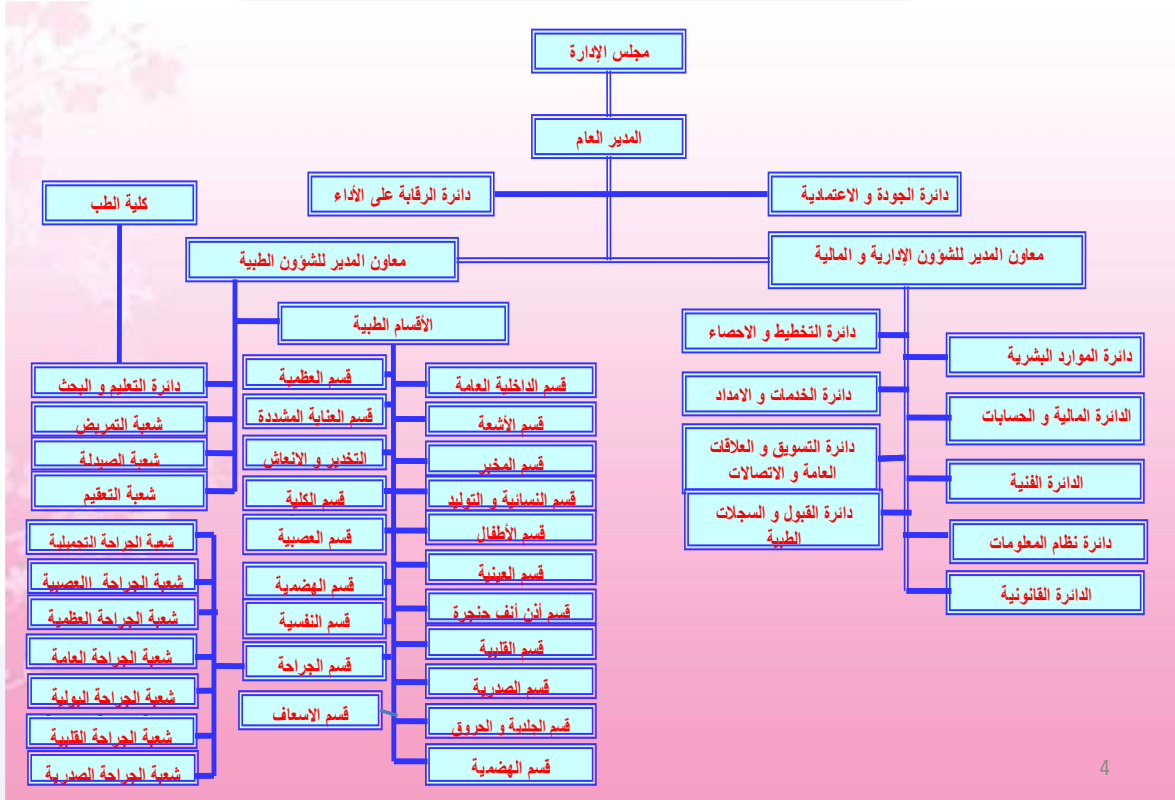 مجلس الإدارة
المدير العام
دائرة الجودة و الاعتمادية
دائرة الرقابة على الأداء
كلية الطب
معاون المدير للشؤون الإدارية و المالية
معاون المدير للشؤون الطبية
دائرة التخطيط و الاحصاء
دائرة الموارد البشرية
دائرة الخدمات و الامداد
الدائرة المالية و الحسابات
دائرة التسويق و العلاقات
العامة و الاتصالات
الدائرة الفنية
دائرة القبول و السجلات
الطبية
دائرة نظام المعلومات
الدائرة القانونية
الأقسام الطبية
قسم الداخلية العامة
قسم الأشعة
قسم المخبر
قسم النسائية و التوليد
قسم الأطفال
قسم العينية
قسم أذن أنف حنجرة
قسم القلبية
قسم الصدرية
قسم الجلدية و الحروق
قسم الهضمية
قسم العظمية
قسم العناية المشددة
التخدير و الانعاش
قسم الكلية
قسم العصبية
قسم الهضمية
قسم النفسية
قسم الجراحة
قسم الاسعاف
دائرة التعليم و البحث
شعبة التمريض
شعبة الصيدلة
شعبة التعقيم
شعبة الجراحة التجميلية
شعبة الجراحة االعصبية
شعبة الجراحة العظمية
شعبة الجراحة العامة
شعبة الجراحة البولية
شعبة الجراحة القلبية
شعبة الجراحة الصدرية
4